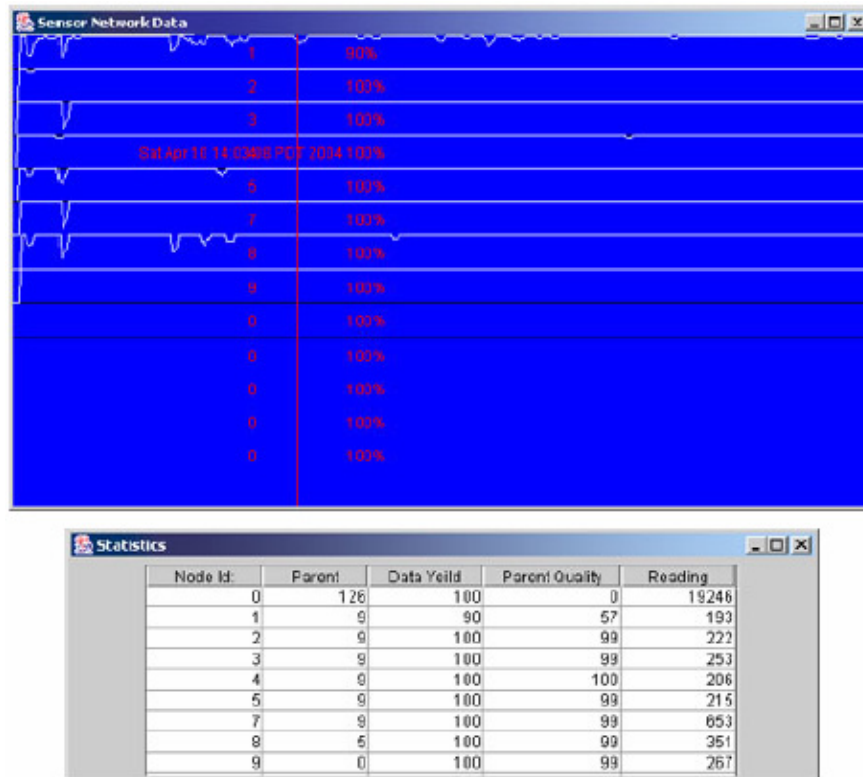 Sensor Network Data
1 90%
2 100%
3 100%
Sat Apr 10 14:03: PDT 2004 100%
5 100%
7 100%
8 100%
9 100%
0 100%
0 100%
0 100%
0 100%
0 100%
Statistics
Node Id: Parent Data Yeild Parent Quality Reading
0 126 100 0 19246
1 9 90 57 193
2 9 100 99 222
3 9 100 99 253
4 9 100 100 206
5 9 100 99 215
7 9 100 99 653
8 5 100 99 351
9 0 100 99 267